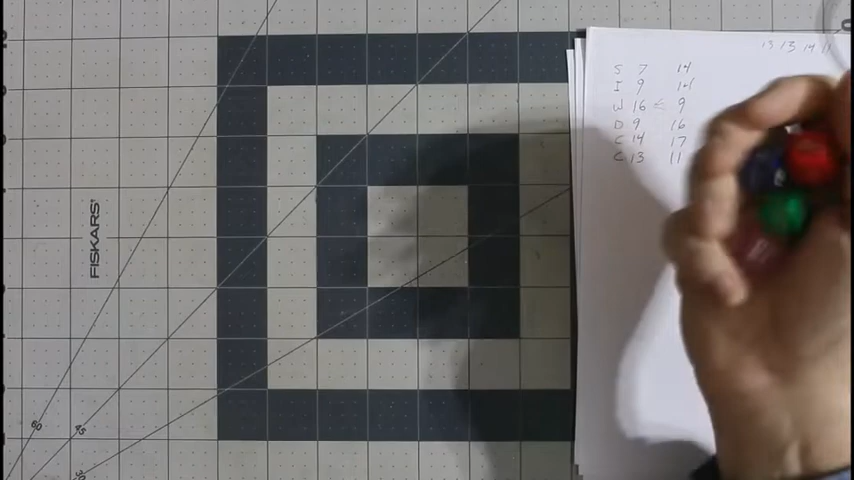 13 13 14 11
S 7 14
I 9 14
W 16 ≤ 9
D 9 16
C 14 17
C 13 11
FISKARS
60
45
30